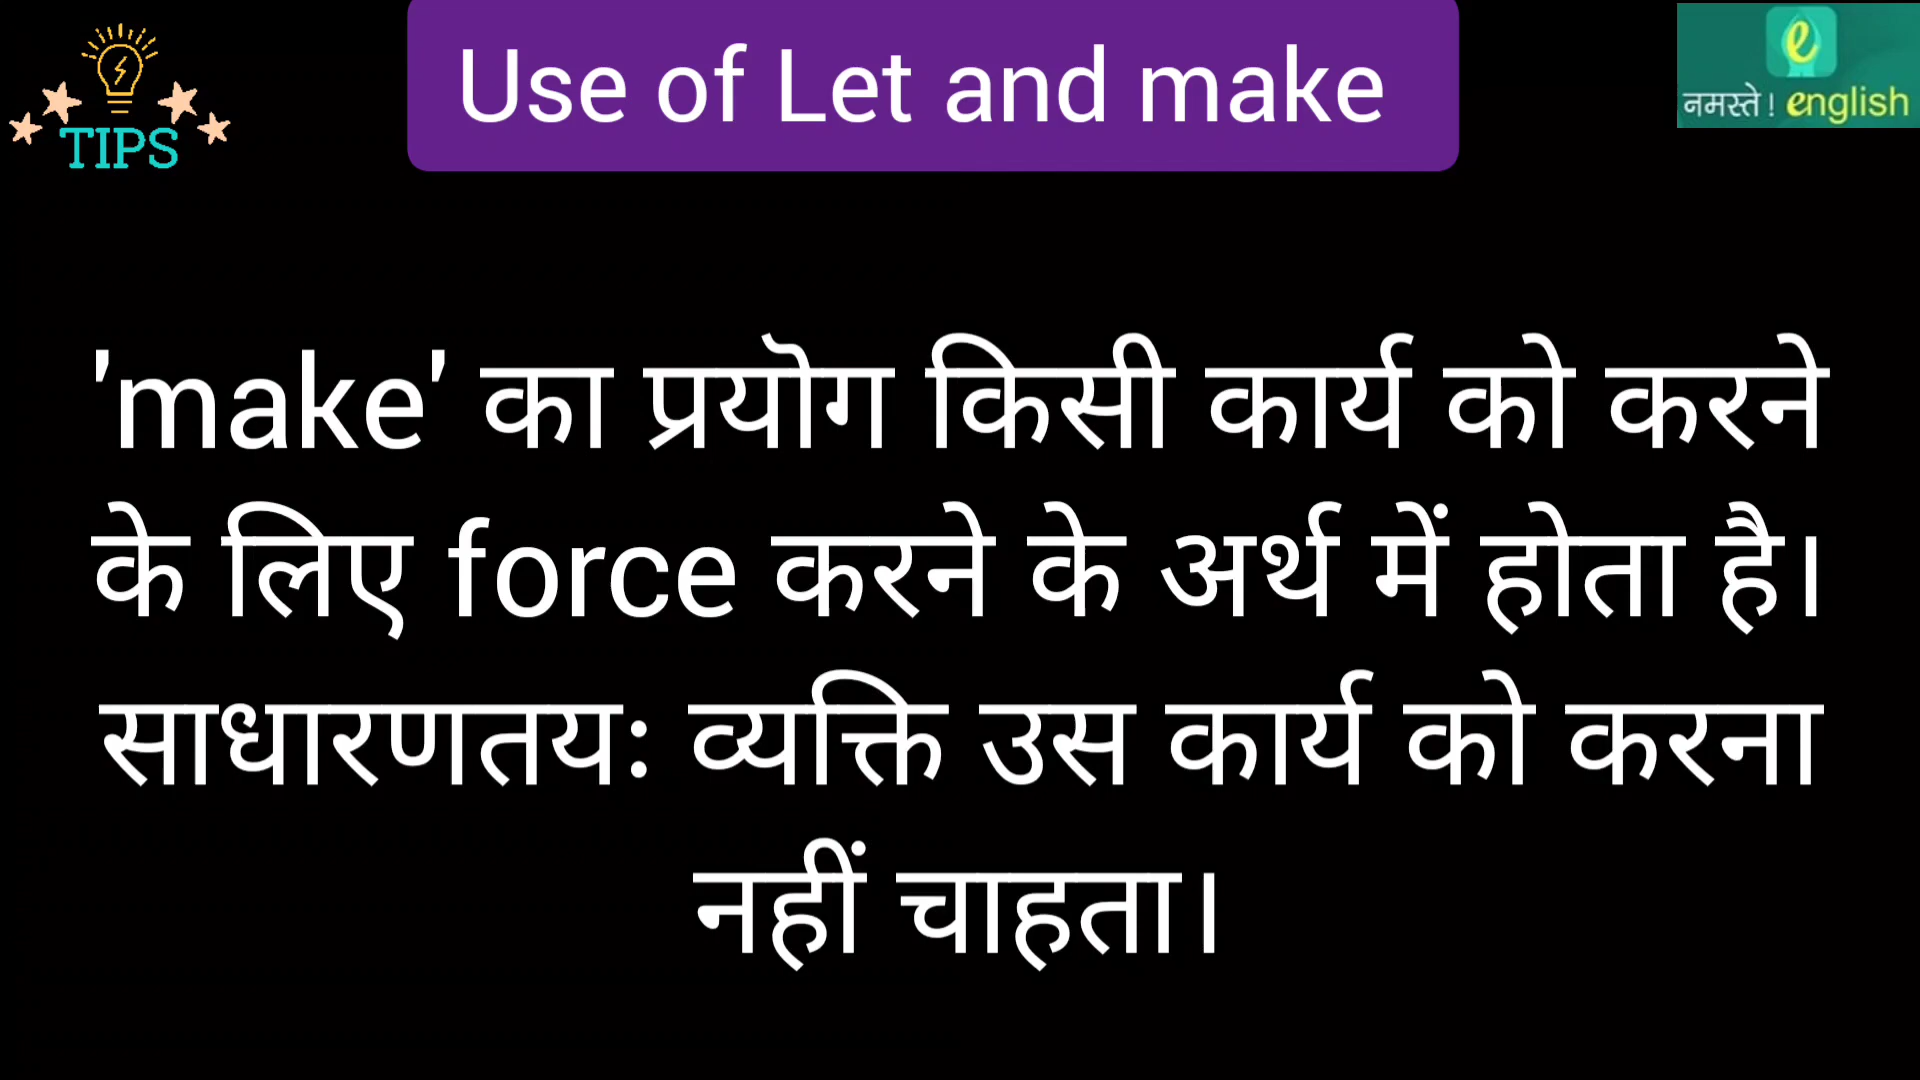 Use of Let and make
TIPS
e
नमस्ते! english
'make' का प्रयॊग किसी कार्य को करने
के लिए force करने के अर्थ में होता है।
साधारणतयः व्यक्ति उस कार्य को करना
नहीं चाहता।